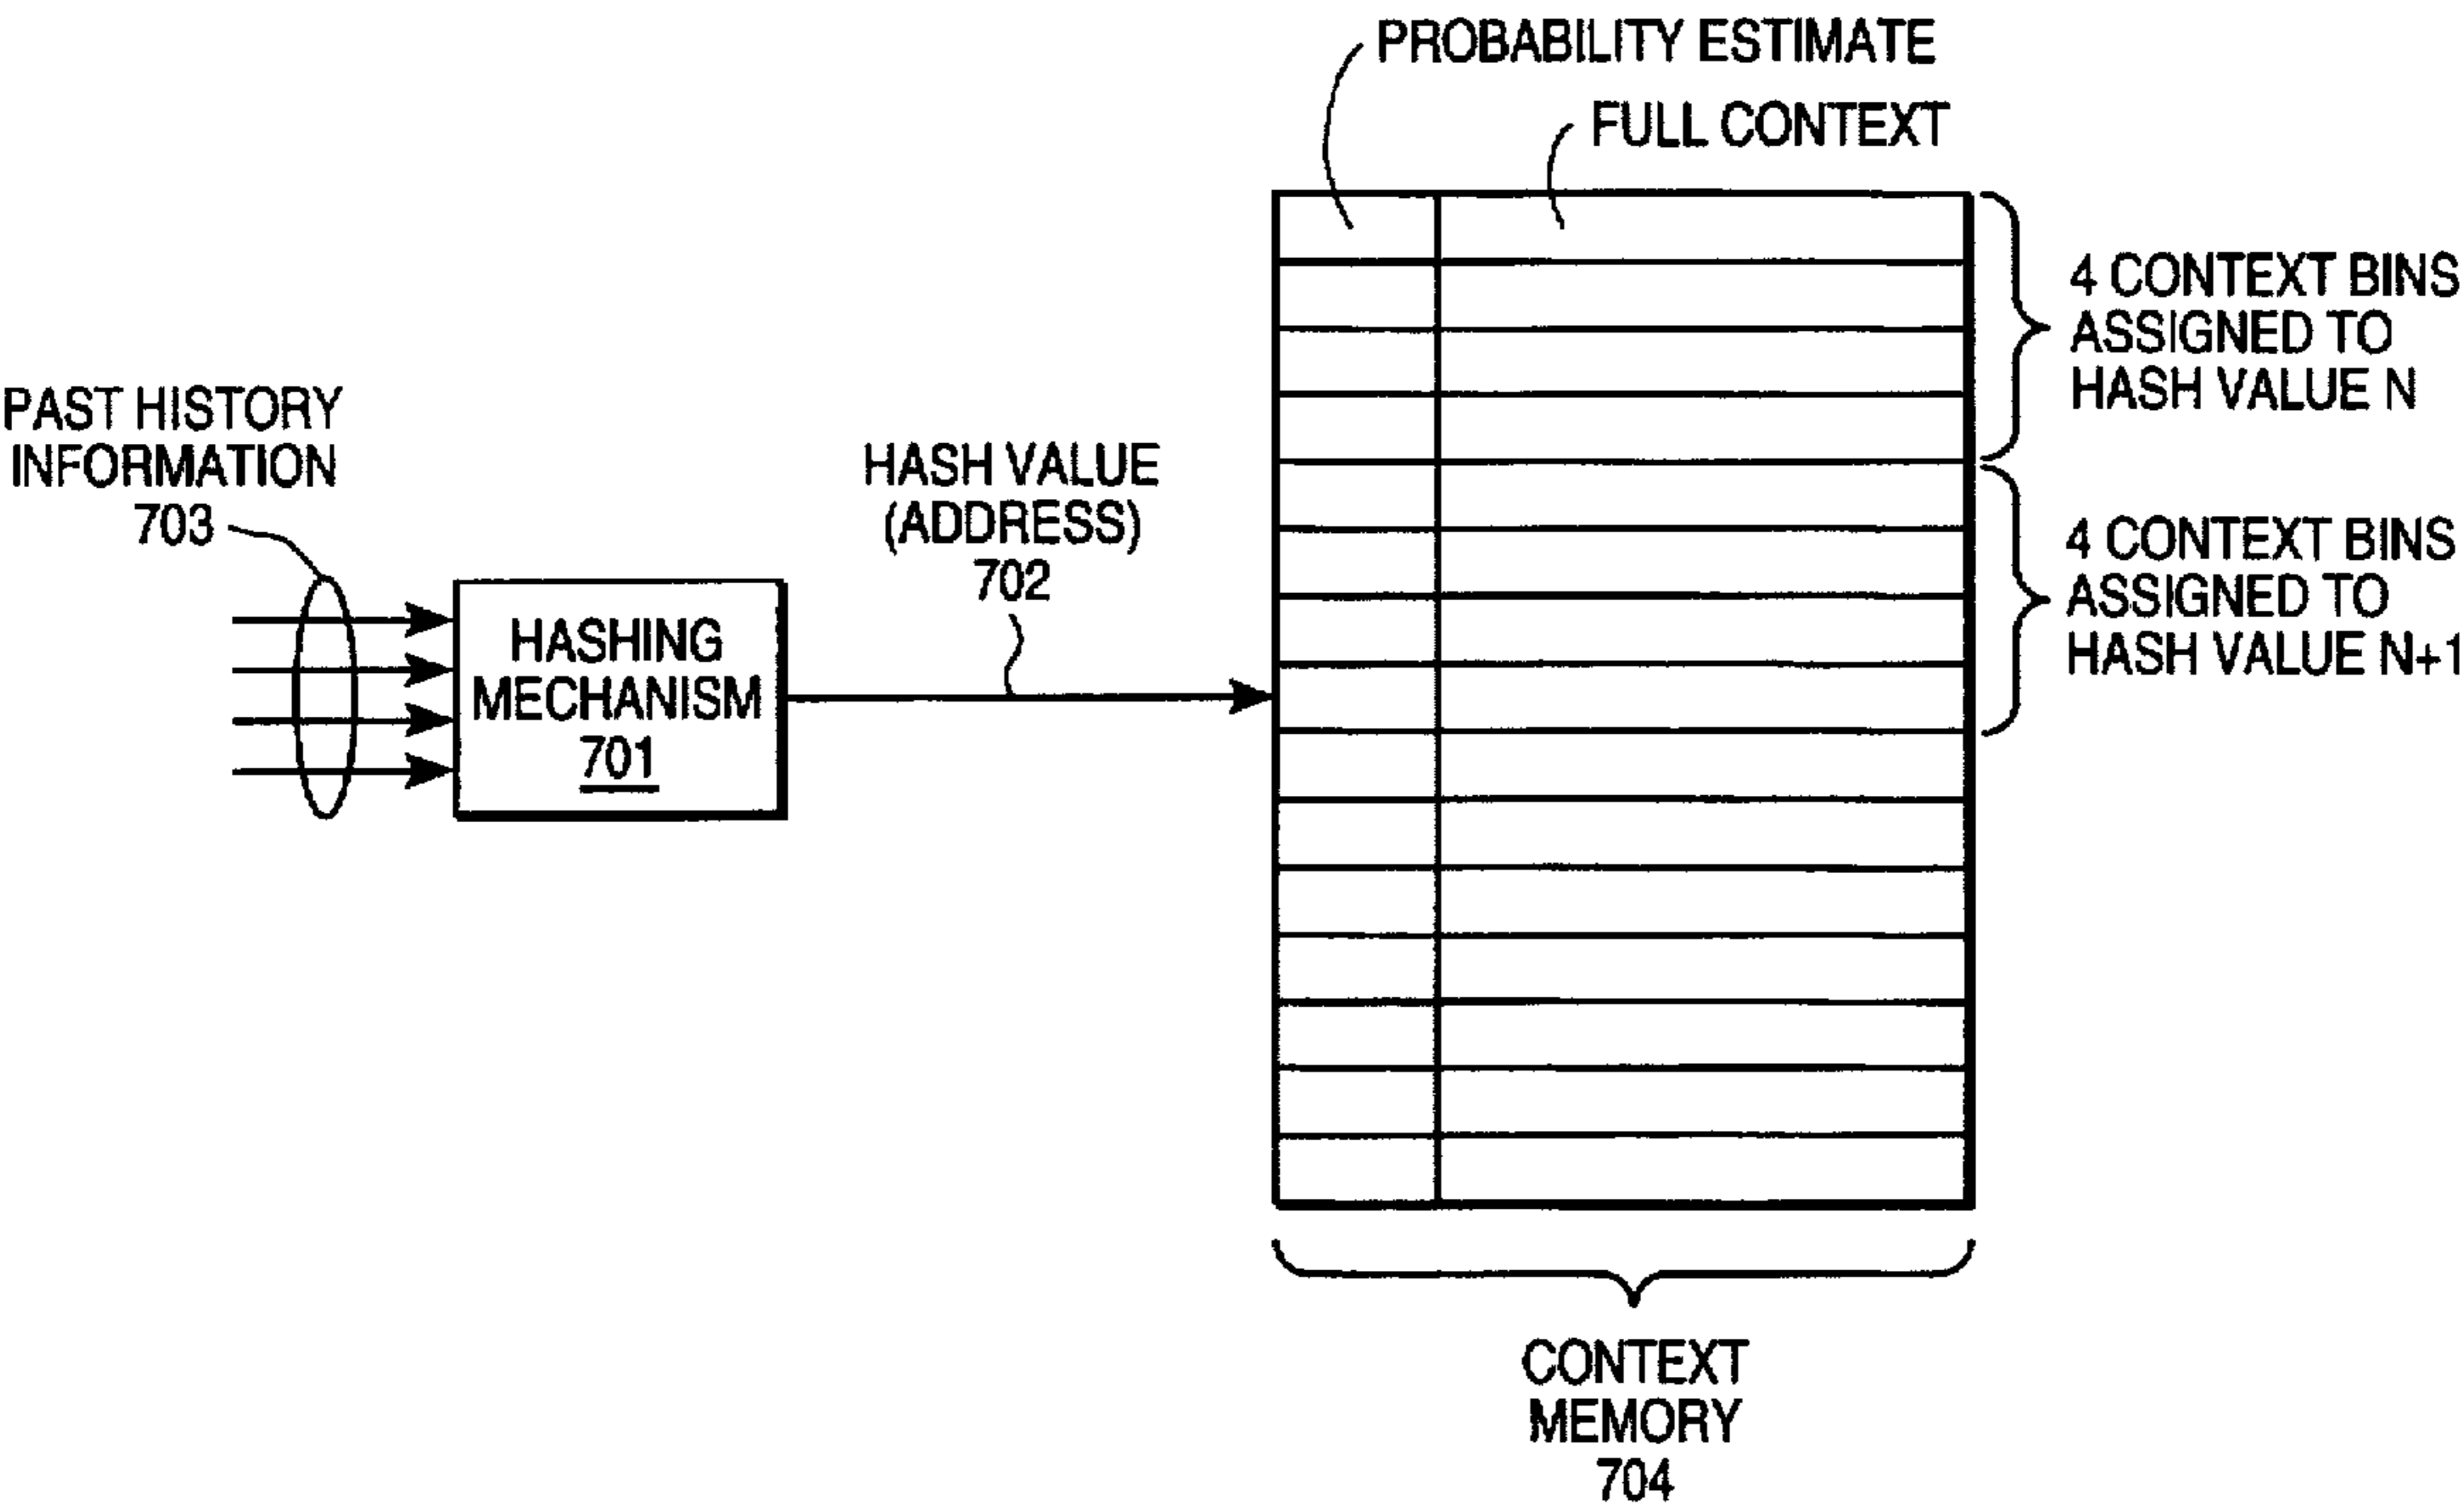 PROBABILITY ESTIMATE
FULL CONTEXT
4 CONTEXT BINS
ASSIGNED TO
HASH VALUE N
PAST HISTORY
INFORMATION
703
HASH VALUE
(ADDRESS)
702
4 CONTEXT BINS
ASSIGNED TO
HASH VALUE N+1
HASHING
MECHANISM
701
CONTEXT
MEMORY
704